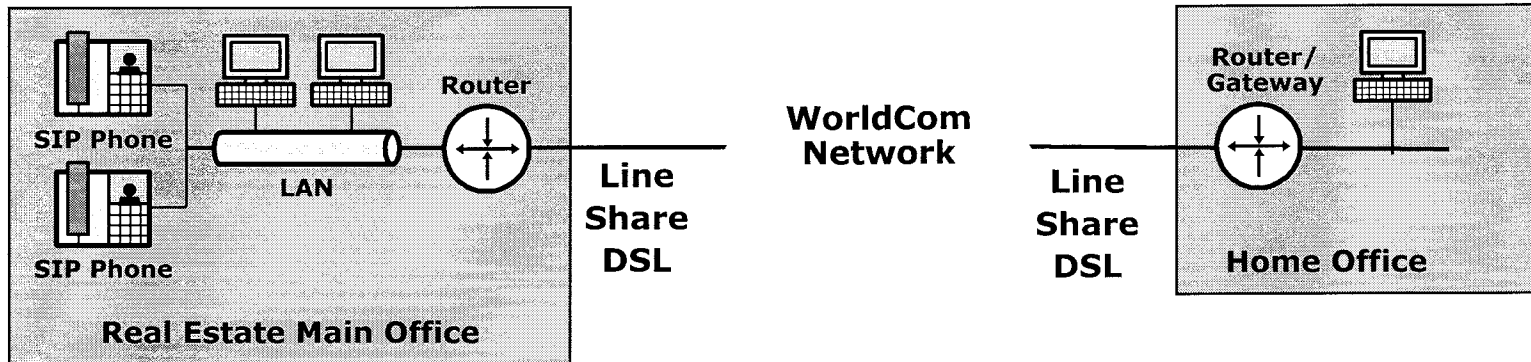 SIP Phone
SIP Phone
LAN
Router
Real Estate Main Office
Line
Share
DSL
WorldCom
Network
Line
Share
DSL
Router/
Gateway
Home Office